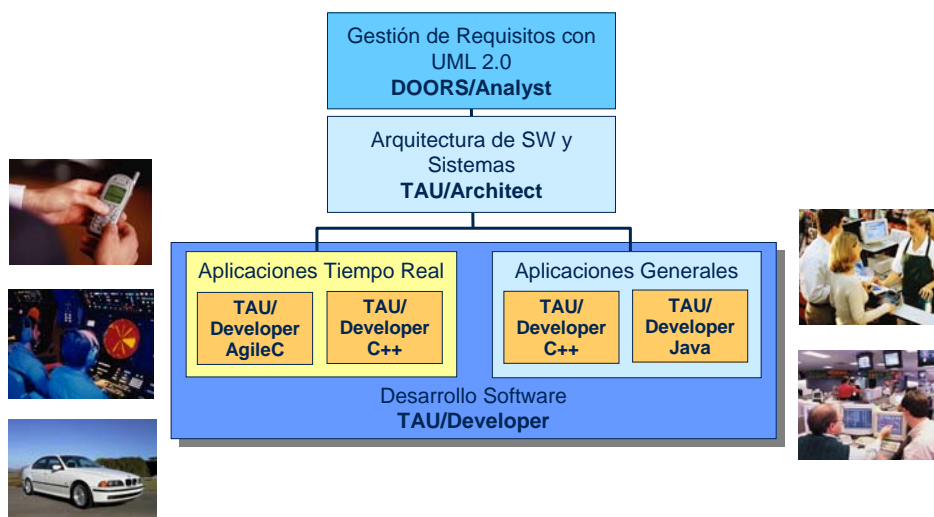 Gestión de Requisitos con
UML 2.0
DOORS/Analyst
Arquitectura de SW y
Sistemas
TAU/Architect
Aplicaciones Tiempo Real
TAU/
Developer
AgileC
TAU/
Developer
C++
Aplicaciones Generales
TAU/
Developer
C++
TAU/
Developer
Java
Desarrollo Software
TAU/Developer